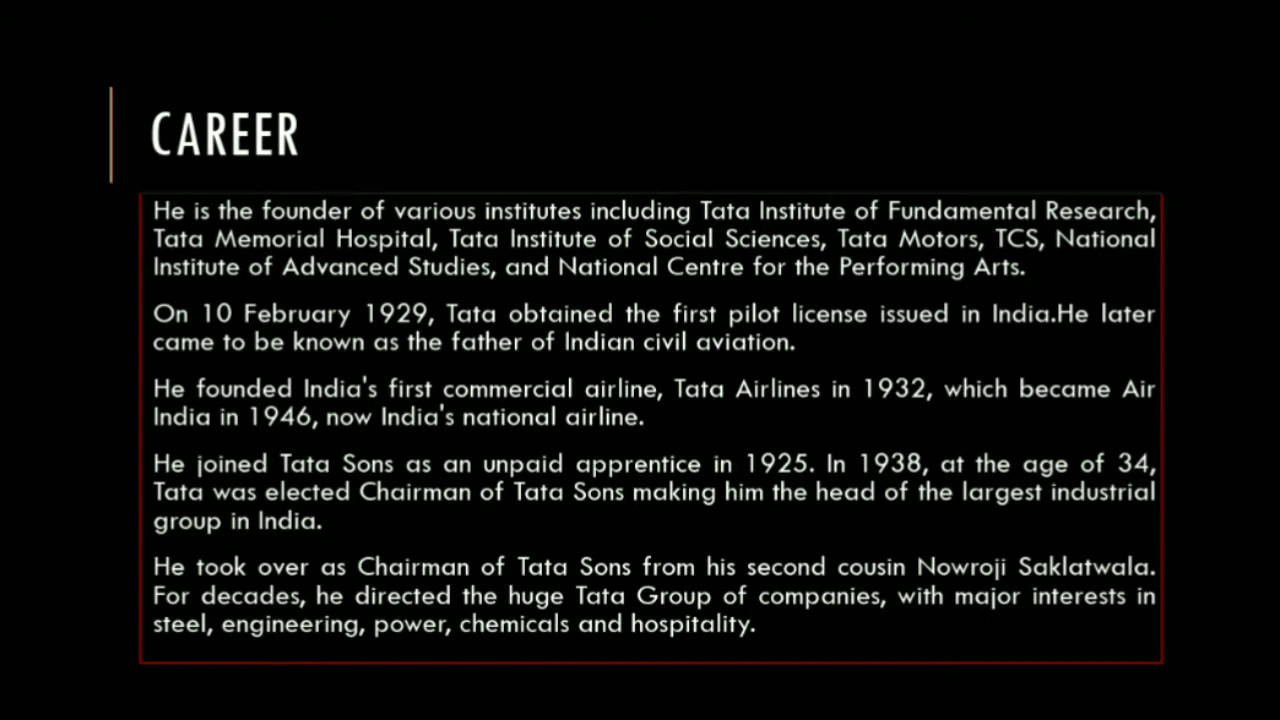 CAREER
He is the founder of various institutes including Tata Institute of Fundamental Research,
Tata Memorial Hospital, Tata Institute of Social Sciences, Tata Motors, TCS, National
Institute of Advanced Studies, and National Centre for the Performing Arts.
On 10 February 1929, Tata obtained the first pilot license issued in India.He later
came to be known as the father of Indian civil aviation.
He founded India's first commercial airline, Tata Airlines in 1932, which became Air
India in 1946, now India's national airline.
He joined Tata Sons as an unpaid apprentice in 1925. In 1938, at the age of 34,
Tata was elected Chairman of Tata Sons making him the head of the largest industrial
group in India.
He took over as Chairman of Tata Sons from his second cousin Nowroji Saklatwala.
For decades, he directed the huge Tata Group of companies, with major interests in
steel, engineering, power, chemicals and hospitality.